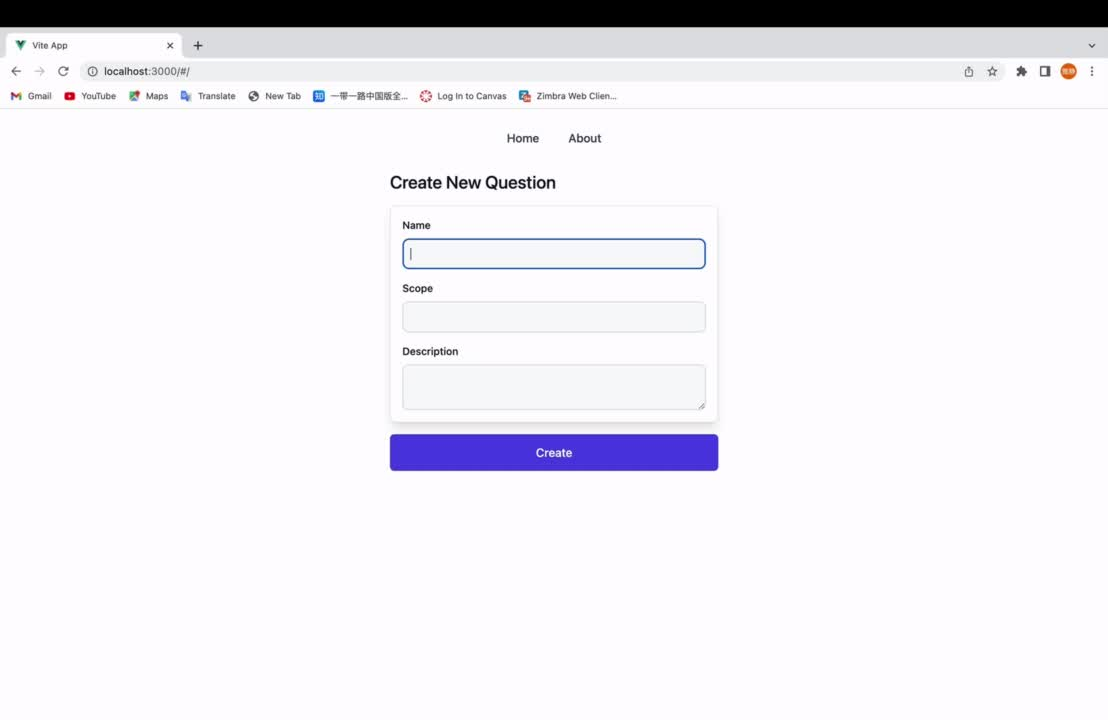 Vite App
localhost:3000/#/
Gmail YouTube Maps Translate New Tab 一带一路中国版全... Log In to Canvas Zimbra Web Clien...
Home About
Create New Question
Name
Scope
Description
Create